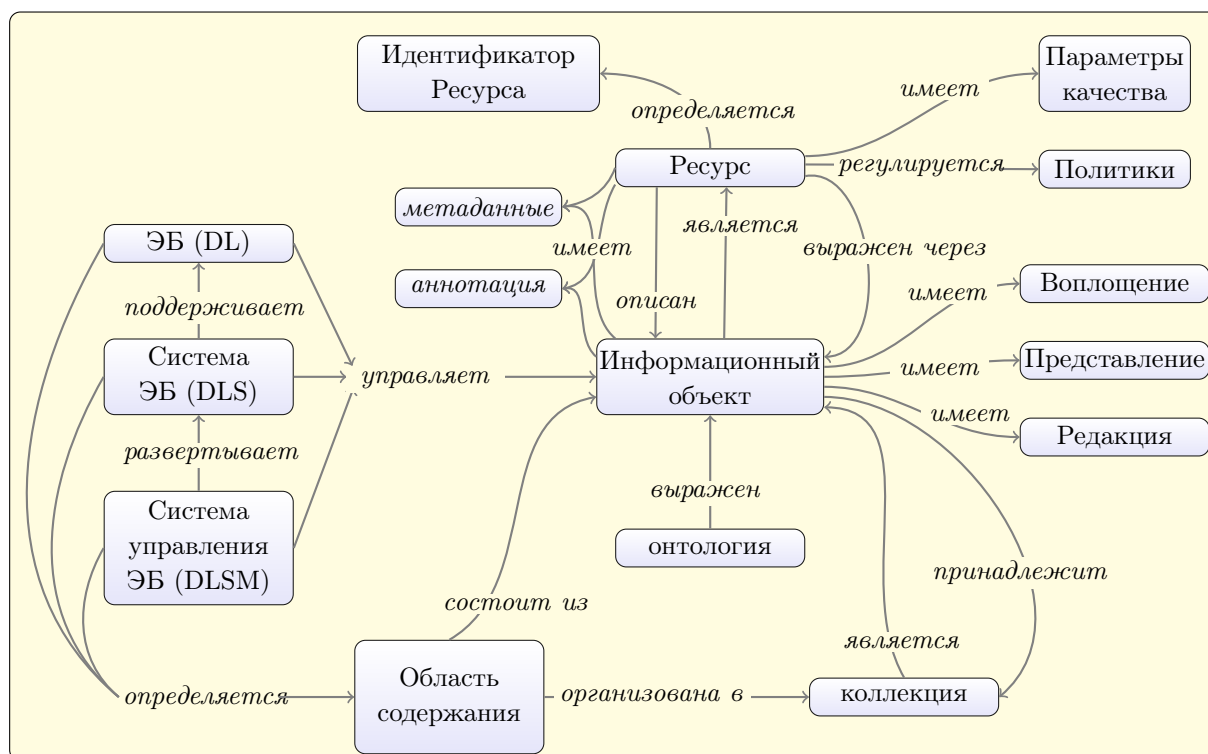 Идентификатор
Ресурса
Параметры
качества
имеет
определяется
Ресурс
регулируется
Политики
метаданные
является
ЭБ (DL)
имеет
выражен через
аннотация
Воплощение
имеет
поддерживает
описан
Система
ЭБ (DLS)
управляет
Информационный
объект
имеет
Представление
имеет
Редакция
развертывает
выражен
Система
управления
ЭБ (DLSM)
онтология
принадлежит
состоит из
является
Область
содержания
определяется
организована в
коллекция